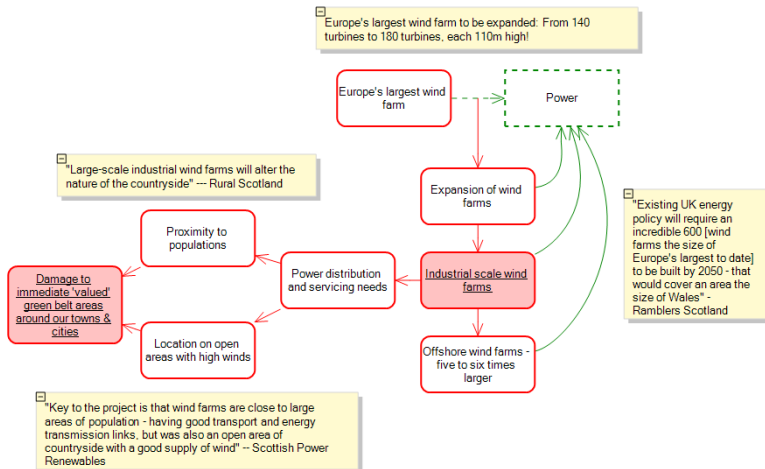 Europe's largest wind farm to be expanded: From 140
turbines to 180 turbines, each 110m high!
Europe's largest wind
farm
Power
"Large-scale industrial wind farms will alter the
nature of the countryside" --- Rural Scotland
Expansion of wind
farms
"Existing UK energy
policy will require an
incredible 600 [wind
farms the size of
Europe's largest to date]
to be built by 2050 - that
would cover an area the
size of Wales" -
Ramblers Scotland
Proximity to
populations
Damage to
immediate 'valued'
green belt areas
around our towns &
cities
Power distribution
and servicing needs
Industrial scale wind
farms
Location on open
areas with high winds
Offshore wind farms -
five to six times
larger
"Key to the project is that wind farms are close to large
areas of population - having good transport and energy
transmission links, but was also an open area of
countryside with a good supply of wind" -- Scottish Power
Renewables